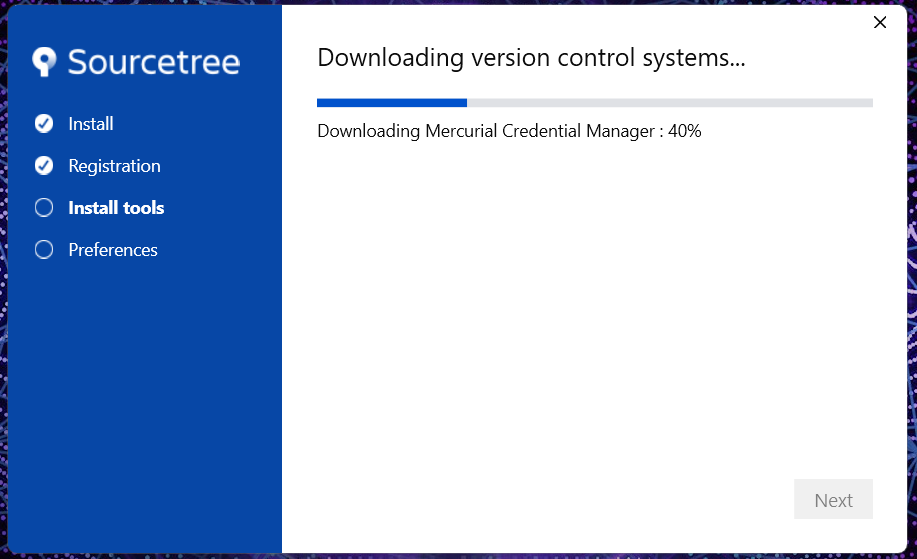 Sourcetree
Install
Registration
Install tools
Preferences
Downloading version control systems...
Downloading Mercurial Credential Manager : 40%
Next